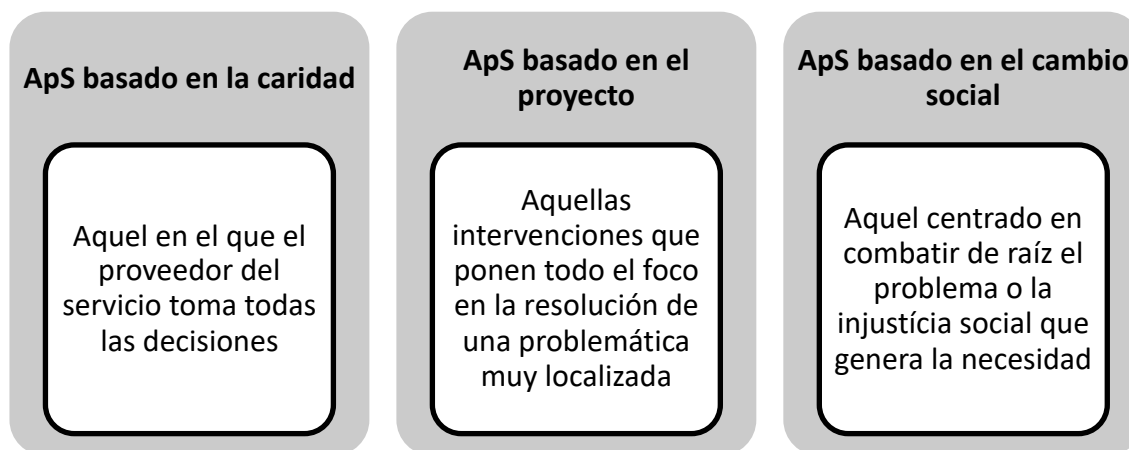 ApS basado en la caridad
Aquel en el que el
proveedor del
servicio toma todas
las decisiones
ApS basado en el
proyecto
Aquellas
intervenciones que
ponen todo el foco
en la resolución de
una problemática
muy localizada
ApS basado en el cambio
social
Aquel centrado en
combatir de raíz el
problema o la
injustícia social que
genera la necesidad